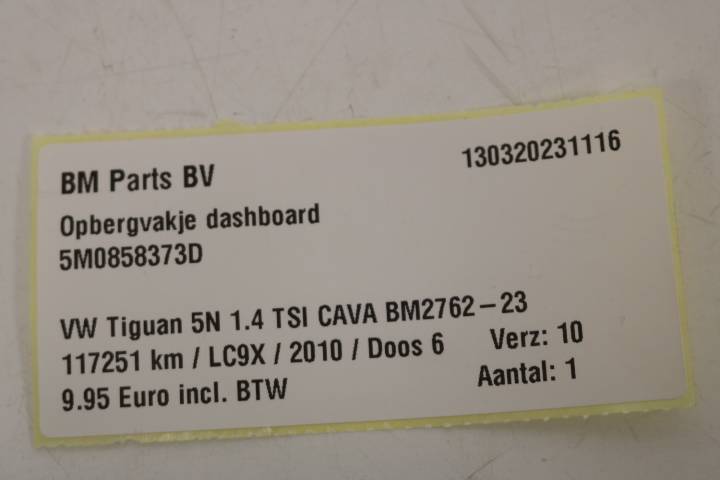 BM Parts BV 130320231116
Opbergvakje dashboard
5M0858373D
VW Tiguan 5N 1.4 TSI CAVA BM2762-23
117251 km / LC9X / 2010 / Doos 6 Verz: 10
9.95 Euro incl. BTW Aantal: 1